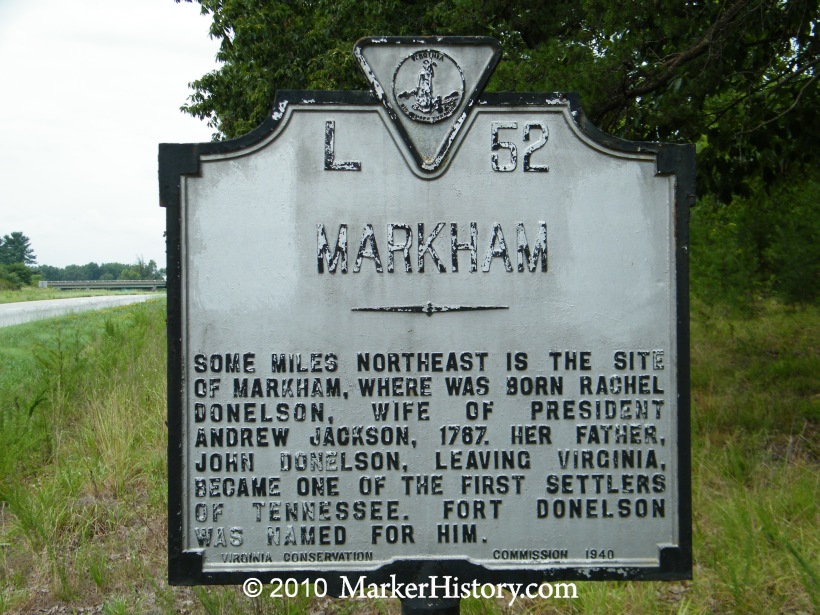 VIRGINIA
L 52
MARKHAM
SOME MILES NORTHEAST IS THE SITE
OF MARKHAM, WHERE WAS BORN RACHEL
DONELSON, WIFE OF PRESIDENT
ANDREW JACKSON, 1767. HER FATHER,
JOHN DONELSON, LEAVING VIRGINIA,
BECAME ONE OF THE FIRST SETTLERS
OF TENNESSEE. FORT DONELSON
WAS NAMED FOR HIM.
VIRGINIA CONSERVATION COMMISSION 1940
© 2010 MarkerHistory.com